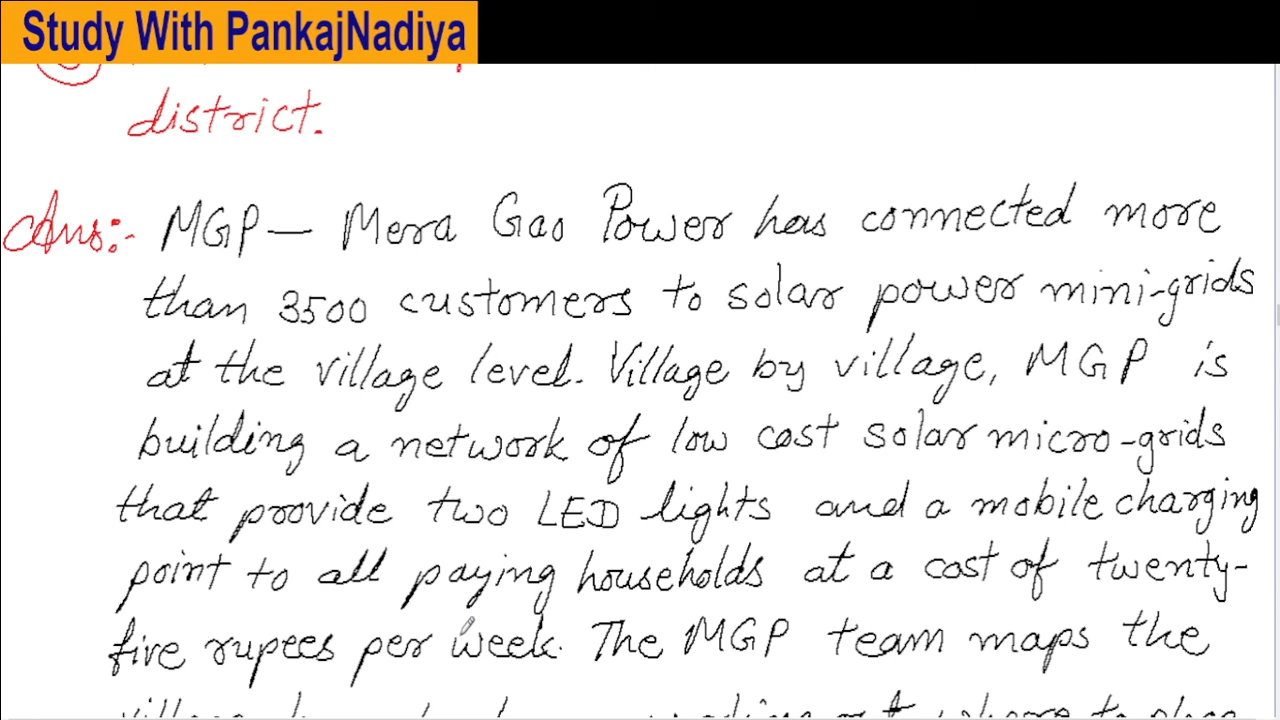 Study With PankajNadiya
district.
Ans:- MGP — Mera Gao Power has connected more
than 3500 customers to solar power mini-grids
at the village level. Village by village, MGP is
building a network of low cost solar micro-grids
that provide two LED lights and a mobile charging
point to all paying households at a cost of twenty-
five rupees per week. The MGP team maps the